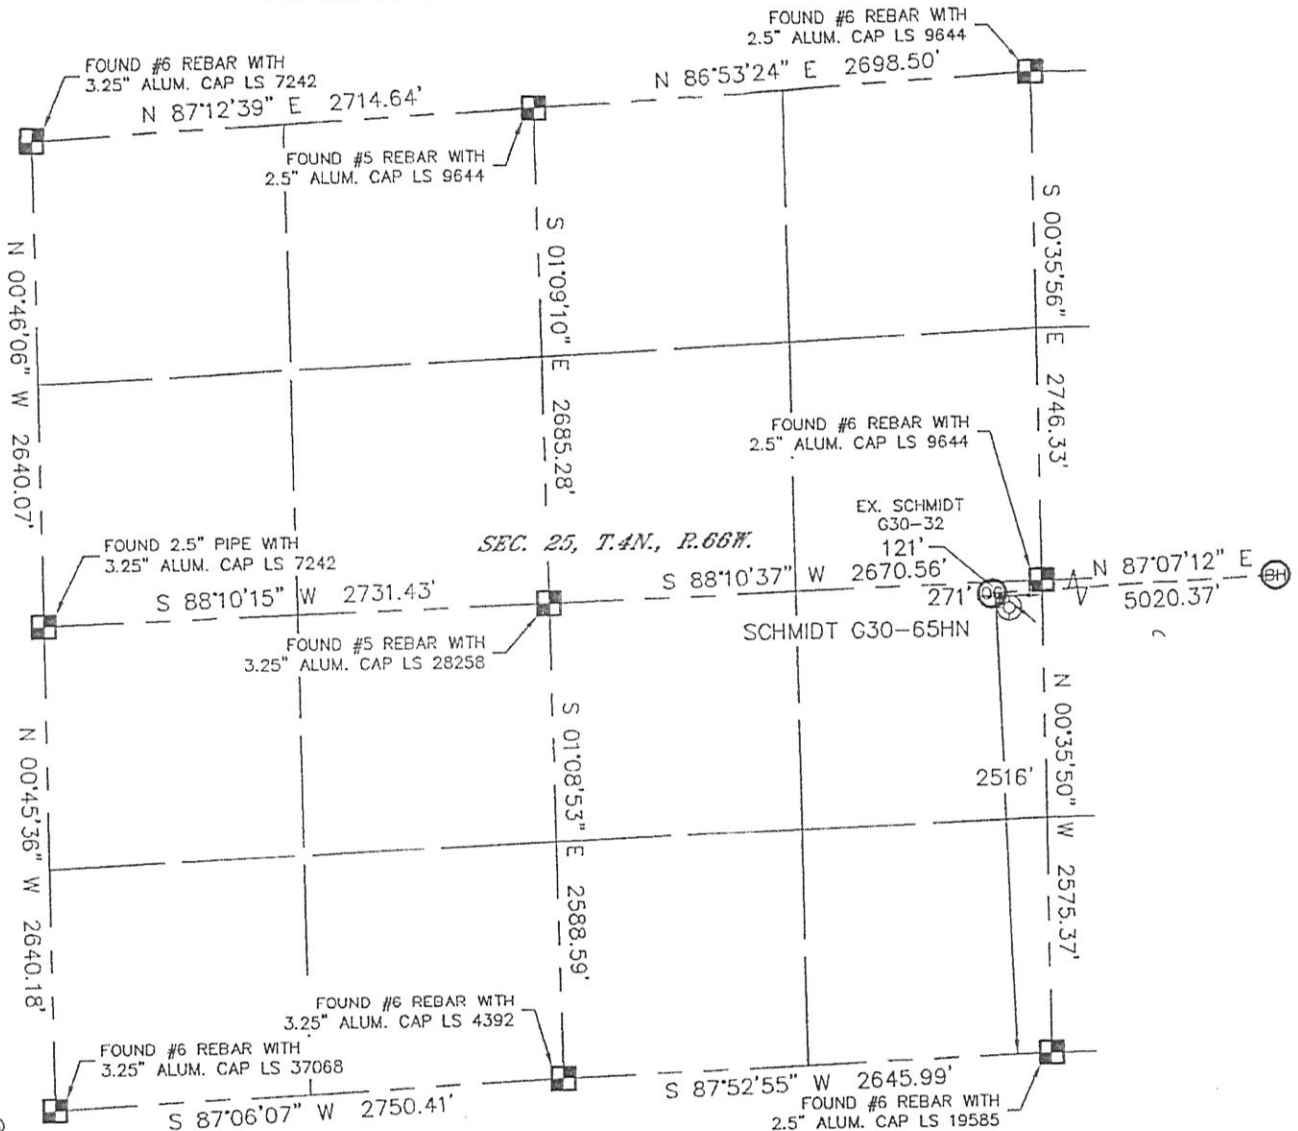 FOUND #6 REBAR WITH
2.5" ALUM. CAP LS 9644
FOUND #6 REBAR WITH
3.25" ALUM. CAP LS 7242
N 86°53'24" E 2698.50'
N 87°12'39" E 2714.64'
FOUND #5 REBAR WITH
2.5" ALUM. CAP LS 9644
N 00°46'06" W 2640.07'
S 01°09'10" E 2685.28'
S 00°35'56" E 2746.33'
FOUND #6 REBAR WITH
2.5" ALUM. CAP LS 9644
EX. SCHMIDT
G30-32
121'
FOUND 2.5" PIPE WITH
3.25" ALUM. CAP LS 7242
SEC. 25, T.4N., R.66W.
S 88°10'15" W 2731.43'
S 88°10'37" W 2670.56'
N 87°07'12" E
BH
5020.37'
271'
SCHMIDT G30-65HN
FOUND #5 REBAR WITH
3.25" ALUM. CAP LS 28258
N 00°45'36" W 2640.18'
S 01°08'53" E 2588.59'
2516'
N 00°35'50" W 2575.37'
FOUND #6 REBAR WITH
3.25" ALUM. CAP LS 4392
FOUND #6 REBAR WITH
3.25" ALUM. CAP LS 37068
S 87°06'07" W 2750.41'
S 87°52'55" W 2645.99'
FOUND #6 REBAR WITH
2.5" ALUM. CAP LS 19585